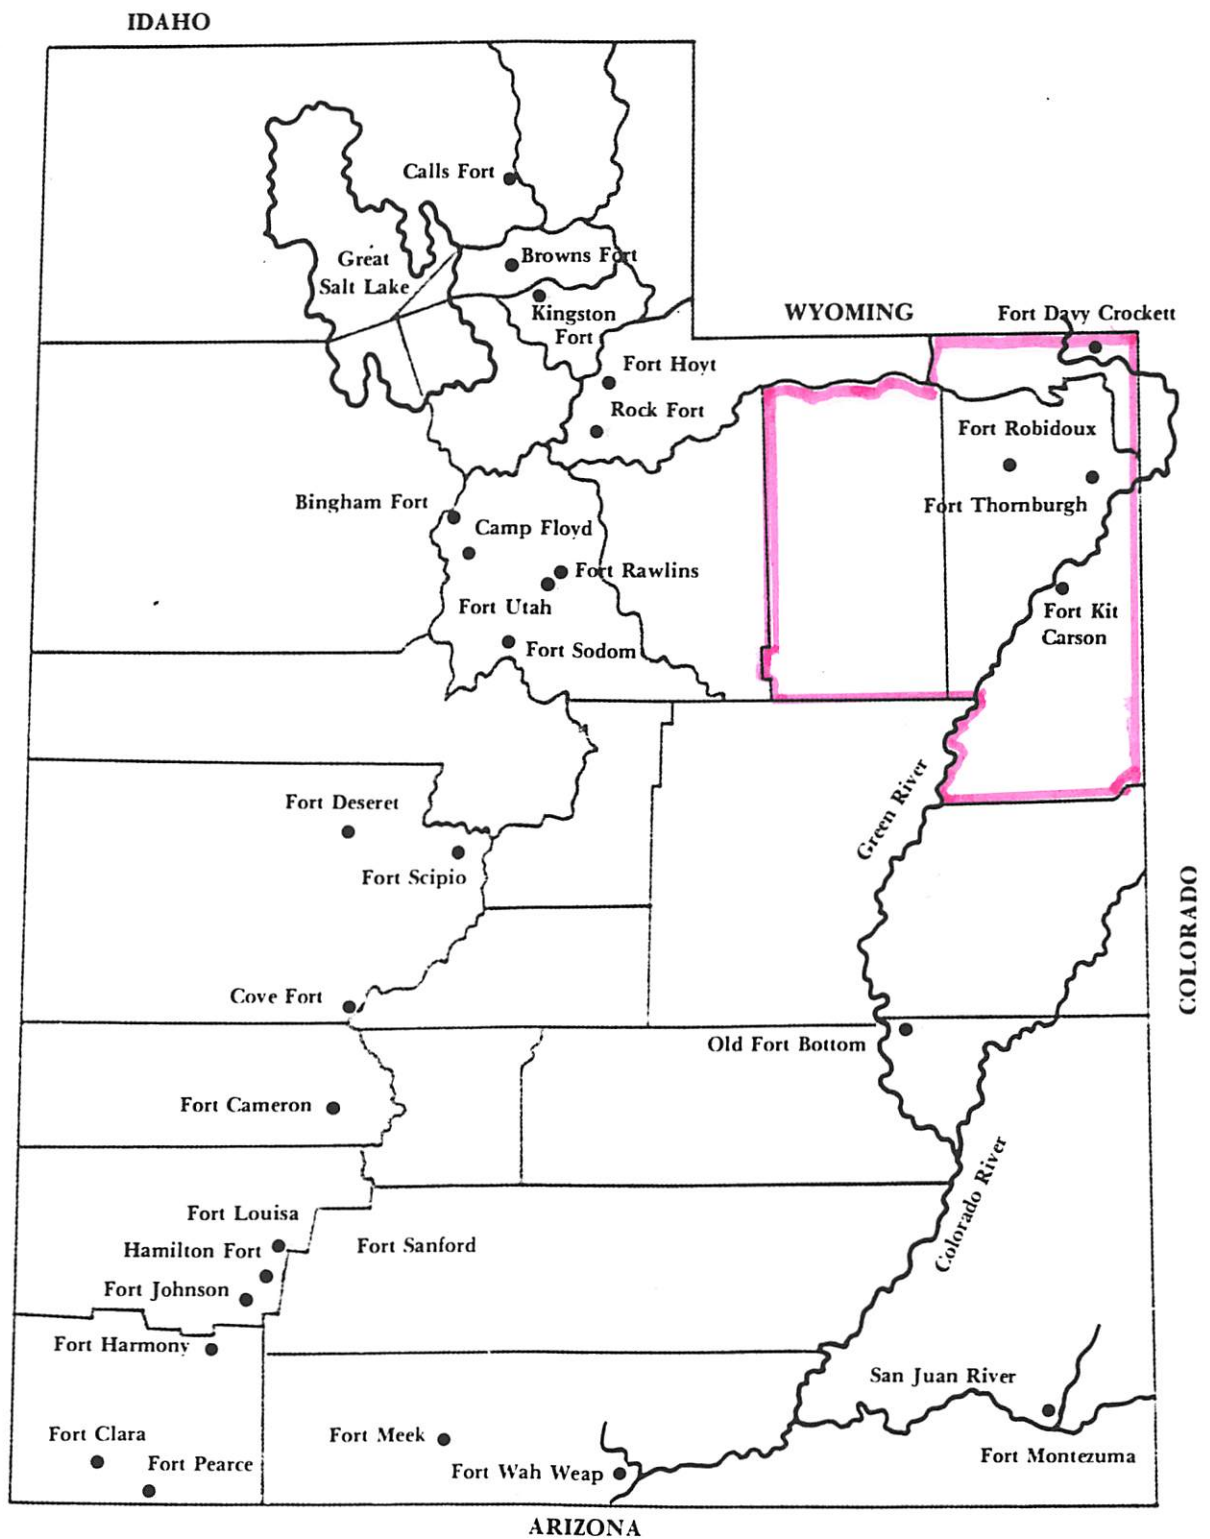 IDAHO
Calls Fort
Browns Fort
Great
Salt Lake
Kingston
Fort
WYOMING
Fort Davy Crockett
Fort Hoyt
Rock Fort
Fort Robidoux
Bingham Fort
Fort Thornburgh
Camp Floyd
Fort Rawlins
Fort Utah
Fort Kit
Carson
Fort Sodom
Green River
Fort Deseret
Fort Scipio
COLORADO
Cove Fort
Old Fort Bottom
Fort Cameron
Colorado River
Fort Louisa
Hamilton Fort
Fort Sanford
Fort Johnson
Fort Harmony
San Juan River
Fort Clara
Fort Meek
Fort Pearce
Fort Wah Weap
Fort Montezuma
ARIZONA